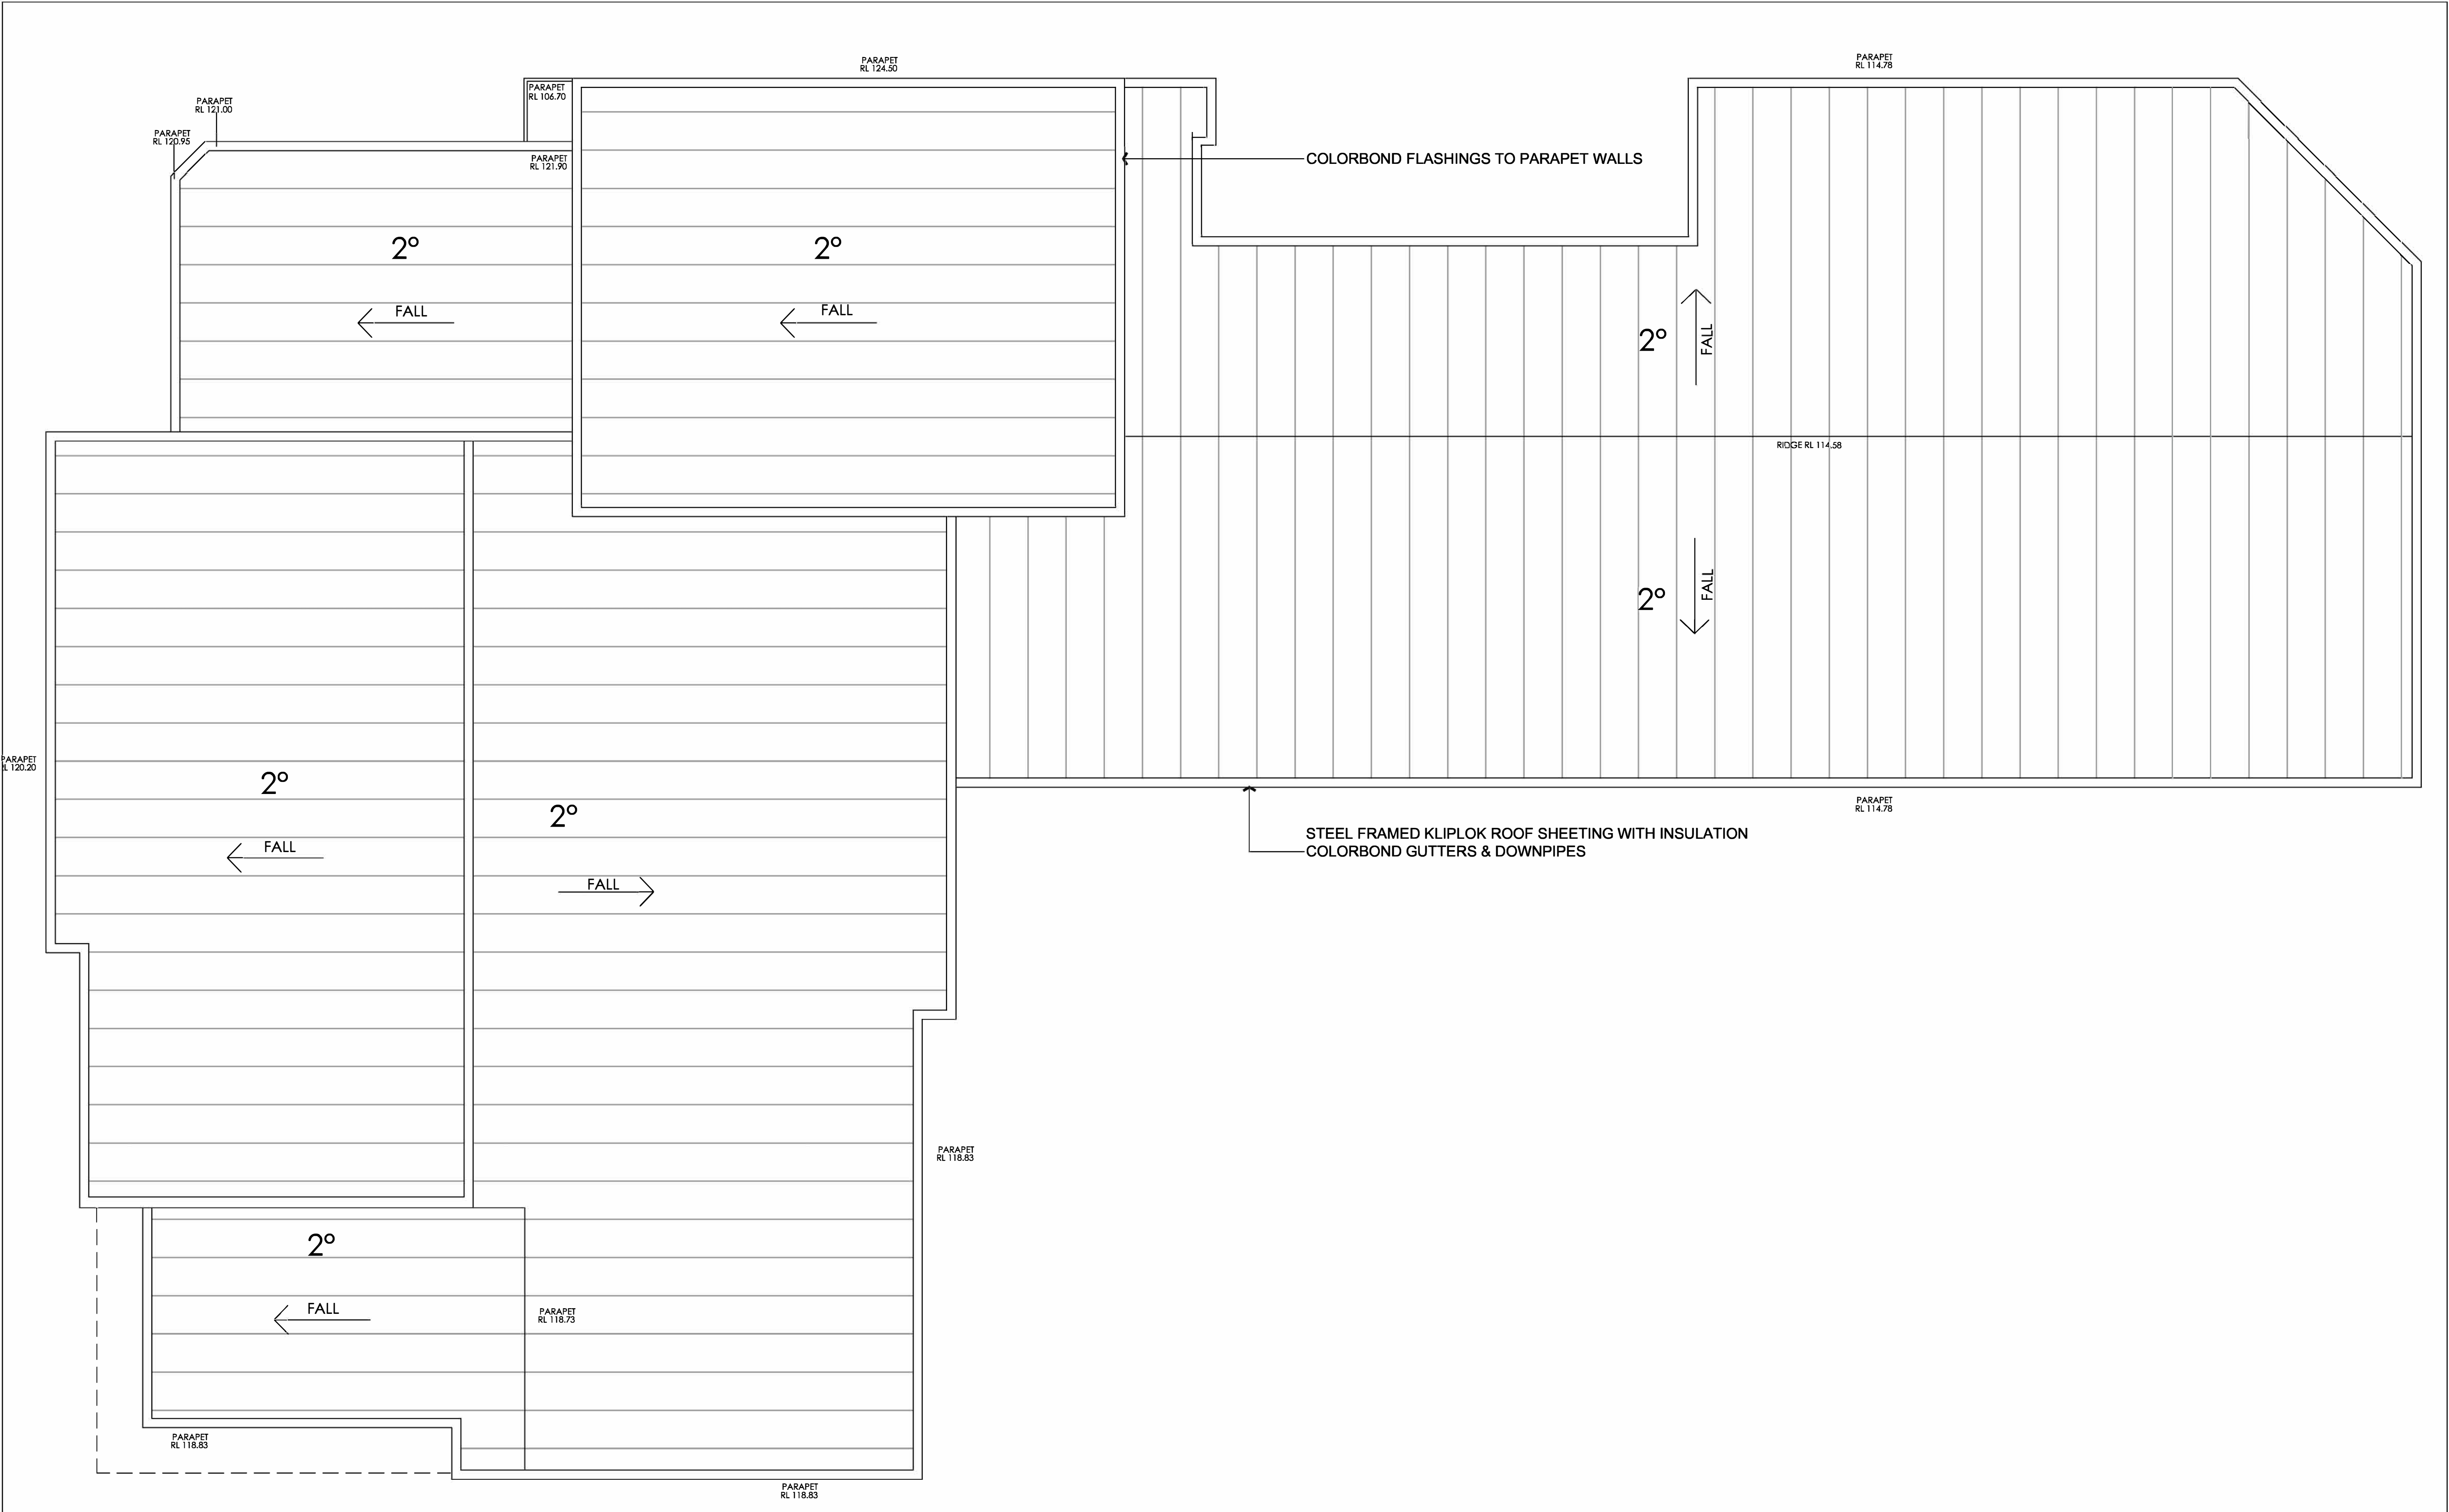 PARAPET
RL 124.50
PARAPET
RL 114.78
PARAPET
RL 106.70
PARAPET
RL 121.00
PARAPET
RL 120.95
PARAPET
RL 121.90
COLORBOND FLASHINGS TO PARAPET WALLS
2°
FALL
2°
FALL
2°
FALL
RIDGE RL 114.58
2°
FALL
PARAPET
RL 120.20
2°
FALL
2°
FALL
PARAPET
RL 114.78
STEEL FRAMED KLIPLOK ROOF SHEETING WITH INSULATION
COLORBOND GUTTERS & DOWNPIPES
PARAPET
RL 118.83
2°
FALL
PARAPET
RL 118.73
PARAPET
RL 118.83
PARAPET
RL 118.83